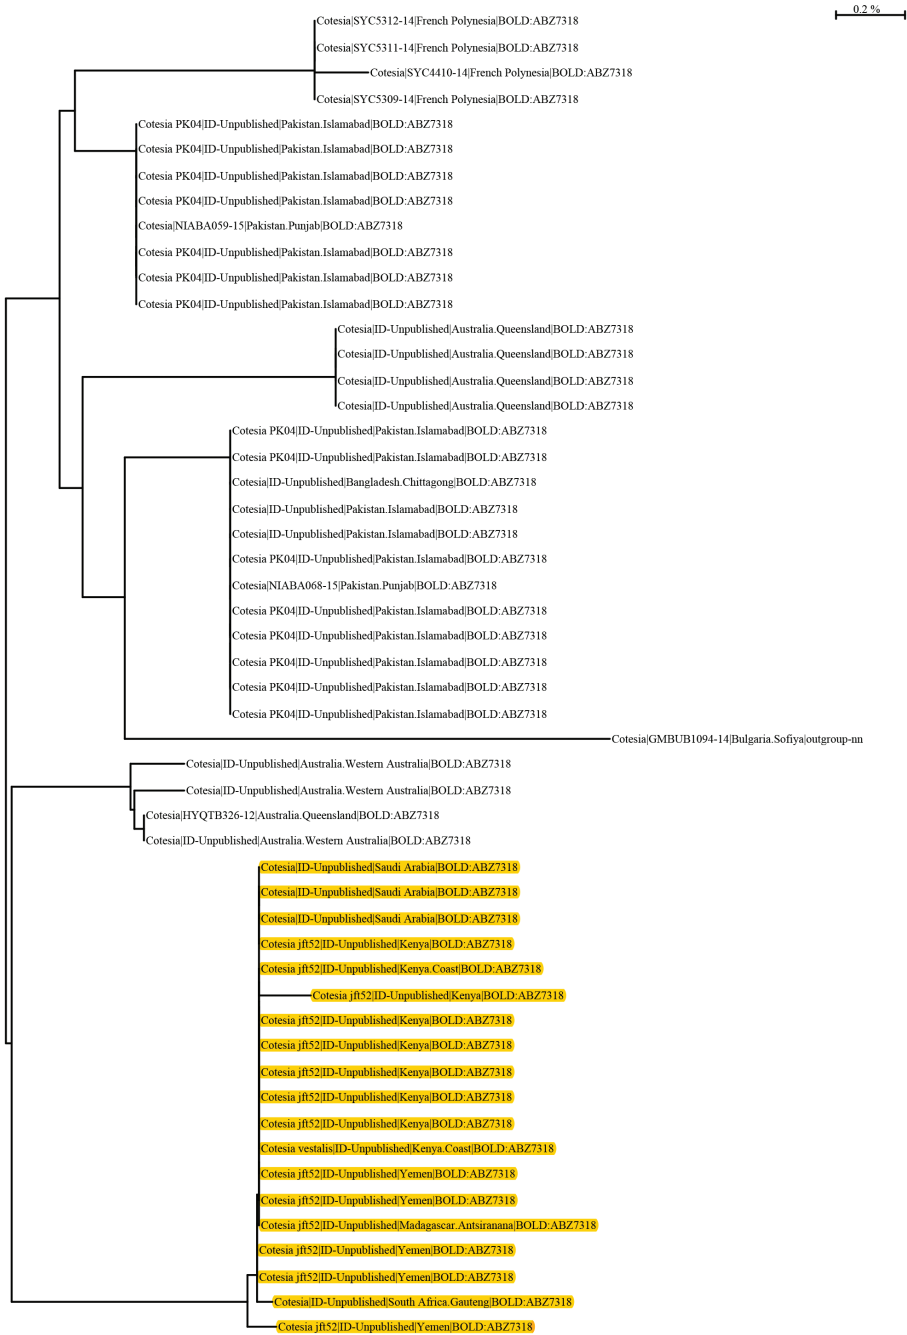 0.2 %
Cotesia|SYC5312-14|French Polynesia|BOLD:ABZ7318
Cotesia|SYC5311-14|French Polynesia|BOLD:ABZ7318
Cotesia|SYC4410-14|French Polynesia|BOLD:ABZ7318
Cotesia|SYC5309-14|French Polynesia|BOLD:ABZ7318
Cotesia PK04|ID-Unpublished|Pakistan.Islamabad|BOLD:ABZ7318
Cotesia PK04|ID-Unpublished|Pakistan.Islamabad|BOLD:ABZ7318
Cotesia PK04|ID-Unpublished|Pakistan.Islamabad|BOLD:ABZ7318
Cotesia PK04|ID-Unpublished|Pakistan.Islamabad|BOLD:ABZ7318
Cotesia|NIABA059-15|Pakistan.Punjab|BOLD:ABZ7318
Cotesia PK04|ID-Unpublished|Pakistan.Islamabad|BOLD:ABZ7318
Cotesia PK04|ID-Unpublished|Pakistan.Islamabad|BOLD:ABZ7318
Cotesia PK04|ID-Unpublished|Pakistan.Islamabad|BOLD:ABZ7318
Cotesia|ID-Unpublished|Australia.Queensland|BOLD:ABZ7318
Cotesia|ID-Unpublished|Australia.Queensland|BOLD:ABZ7318
Cotesia|ID-Unpublished|Australia.Queensland|BOLD:ABZ7318
Cotesia|ID-Unpublished|Australia.Queensland|BOLD:ABZ7318
Cotesia PK04|ID-Unpublished|Pakistan.Islamabad|BOLD:ABZ7318
Cotesia PK04|ID-Unpublished|Pakistan.Islamabad|BOLD:ABZ7318
Cotesia|ID-Unpublished|Bangladesh.Chittagong|BOLD:ABZ7318
Cotesia|ID-Unpublished|Pakistan.Islamabad|BOLD:ABZ7318
Cotesia|ID-Unpublished|Pakistan.Islamabad|BOLD:ABZ7318
Cotesia PK04|ID-Unpublished|Pakistan.Islamabad|BOLD:ABZ7318
Cotesia|NIABA068-15|Pakistan.Punjab|BOLD:ABZ7318
Cotesia PK04|ID-Unpublished|Pakistan.Islamabad|BOLD:ABZ7318
Cotesia PK04|ID-Unpublished|Pakistan.Islamabad|BOLD:ABZ7318
Cotesia PK04|ID-Unpublished|Pakistan.Islamabad|BOLD:ABZ7318
Cotesia PK04|ID-Unpublished|Pakistan.Islamabad|BOLD:ABZ7318
Cotesia PK04|ID-Unpublished|Pakistan.Islamabad|BOLD:ABZ7318
Cotesia|GMBUB1094-14|Bulgaria.Sofiya|outgroup-nn
Cotesia|ID-Unpublished|Australia.Western Australia|BOLD:ABZ7318
Cotesia|ID-Unpublished|Australia.Western Australia|BOLD:ABZ7318
Cotesia|HYQTB326-12|Australia.Queensland|BOLD:ABZ7318
Cotesia|ID-Unpublished|Australia.Western Australia|BOLD:ABZ7318
Cotesia|ID-Unpublished|Saudi Arabia|BOLD:ABZ7318
Cotesia|ID-Unpublished|Saudi Arabia|BOLD:ABZ7318
Cotesia|ID-Unpublished|Saudi Arabia|BOLD:ABZ7318
Cotesia jft52|ID-Unpublished|Kenya|BOLD:ABZ7318
Cotesia jft52|ID-Unpublished|Kenya.Coast|BOLD:ABZ7318
Cotesia jft52|ID-Unpublished|Kenya|BOLD:ABZ7318
Cotesia jft52|ID-Unpublished|Kenya|BOLD:ABZ7318
Cotesia jft52|ID-Unpublished|Kenya|BOLD:ABZ7318
Cotesia jft52|ID-Unpublished|Kenya|BOLD:ABZ7318
Cotesia jft52|ID-Unpublished|Kenya|BOLD:ABZ7318
Cotesia jft52|ID-Unpublished|Kenya|BOLD:ABZ7318
Cotesia vestalis|ID-Unpublished|Kenya.Coast|BOLD:ABZ7318
Cotesia jft52|ID-Unpublished|Yemen|BOLD:ABZ7318
Cotesia jft52|ID-Unpublished|Yemen|BOLD:ABZ7318
Cotesia jft52|ID-Unpublished|Madagascar.Antsiranana|BOLD:ABZ7318
Cotesia jft52|ID-Unpublished|Yemen|BOLD:ABZ7318
Cotesia jft52|ID-Unpublished|Yemen|BOLD:ABZ7318
Cotesia|ID-Unpublished|South Africa.Gauteng|BOLD:ABZ7318
Cotesia jft52|ID-Unpublished|Yemen|BOLD:ABZ7318